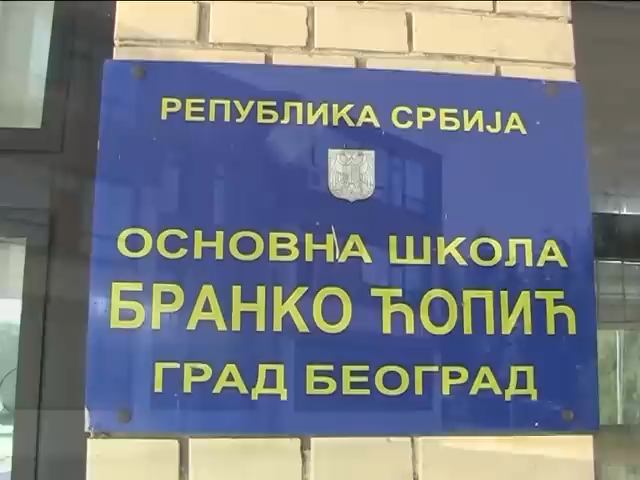 РЕПУБЛИКА СРБИЈА
ОСНОВНА ШКОЛА
БРАНКО ЋОПИЋ
ГРАД БЕОГРАД